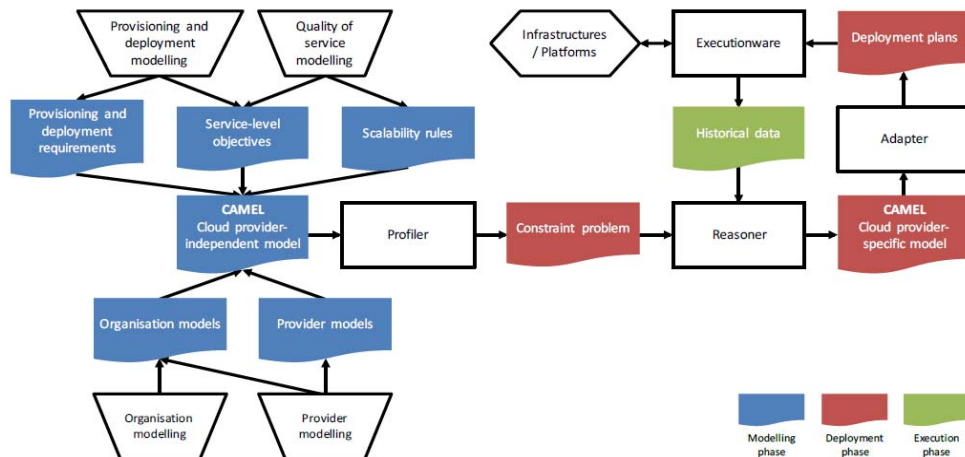 Provisioning and
deployment
modelling
Quality of
service
modelling
Infrastructures
/ Platforms
Executionware
Deployment plans
Provisioning and
deployment
requirements
Service-level
objectives
Scalability rules
Historical data
Adapter
CAMEL
Cloud provider-
independent model
Profiler
Constraint problem
Reasoner
CAMEL
Cloud provider-
specific model
Organisation models
Provider models
Organisation
modelling
Provider
modelling
Modelling
phase
Deployment
phase
Execution
phase